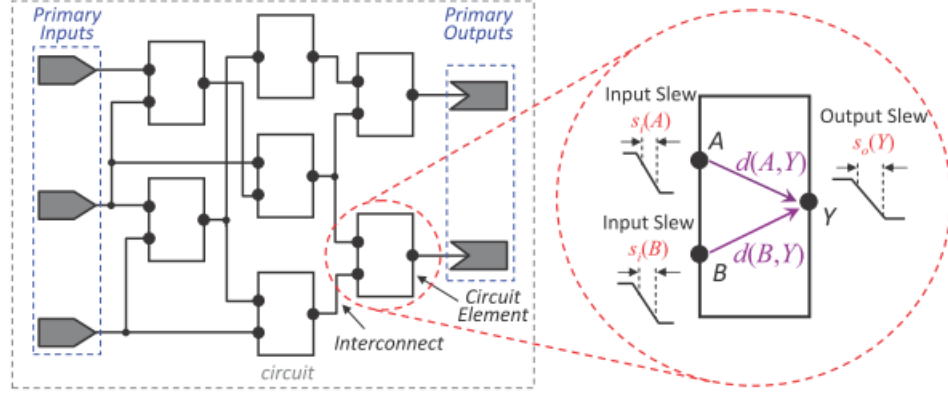 Primary
Inputs
Primary
Outputs
Circuit
Element
Interconnect
circuit
Input Slew
sᵢ(A)
A
d(A,Y)
Output Slew
sₒ(Y)
Y
Input Slew
sᵢ(B)
B
d(B,Y)